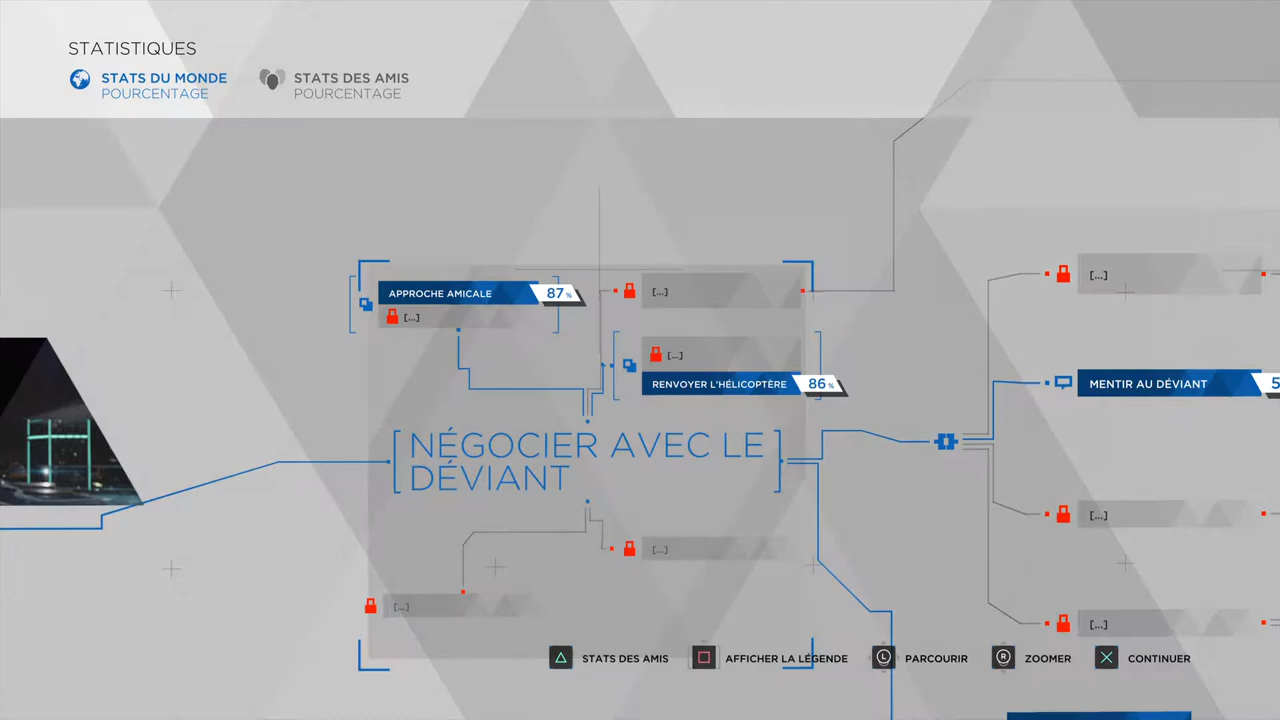 STATISTIQUES
STATS DU MONDE
POURCENTAGE
STATS DES AMIS
POURCENTAGE
APPROCHE AMICALE 87%
[...]
[...]
[...]
RENVOYER L'HÉLICOPTÈRE 86%
NÉGOCIER AVEC LE
DÉVIANT
[...]
[...]
[...]
MENTIR AU DÉVIANT 5
[...]
[...]
STATS DES AMIS
AFFICHER LA LÉGENDE
L PARCOURIR
R ZOOMER
CONTINUER